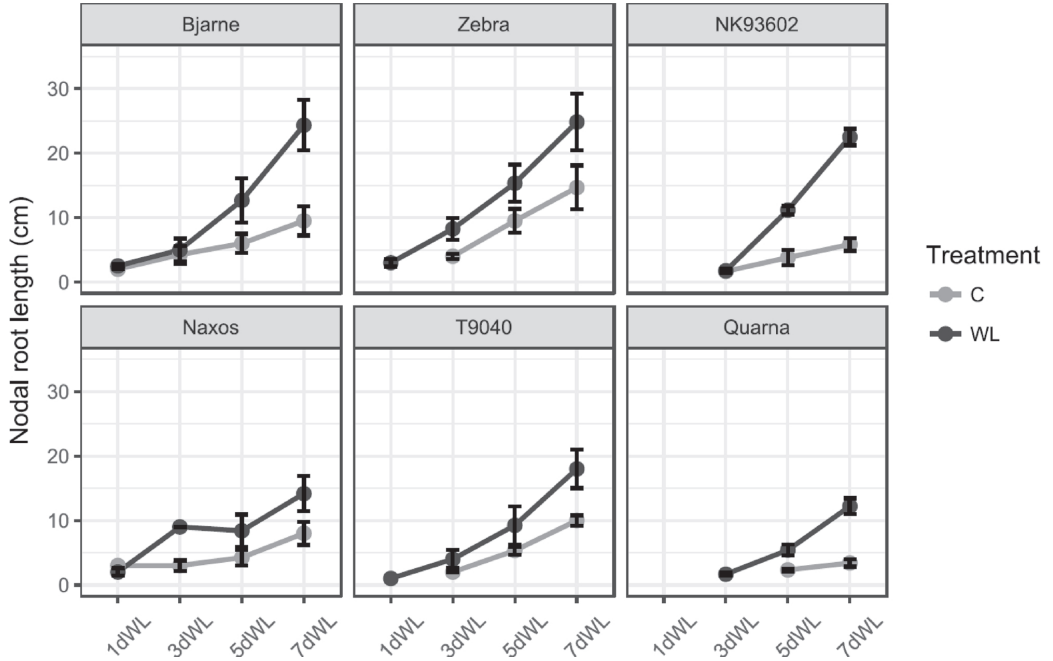 Bjarne Zebra NK93602
30
20
10
0
Nodal root length (cm)
Treatment
C
WL
Naxos T9040 Quarna
30
20
10
0
1dWL 3dWL 5dWL 7dWL 1dWL 3dWL 5dWL 7dWL 1dWL 3dWL 5dWL 7dWL